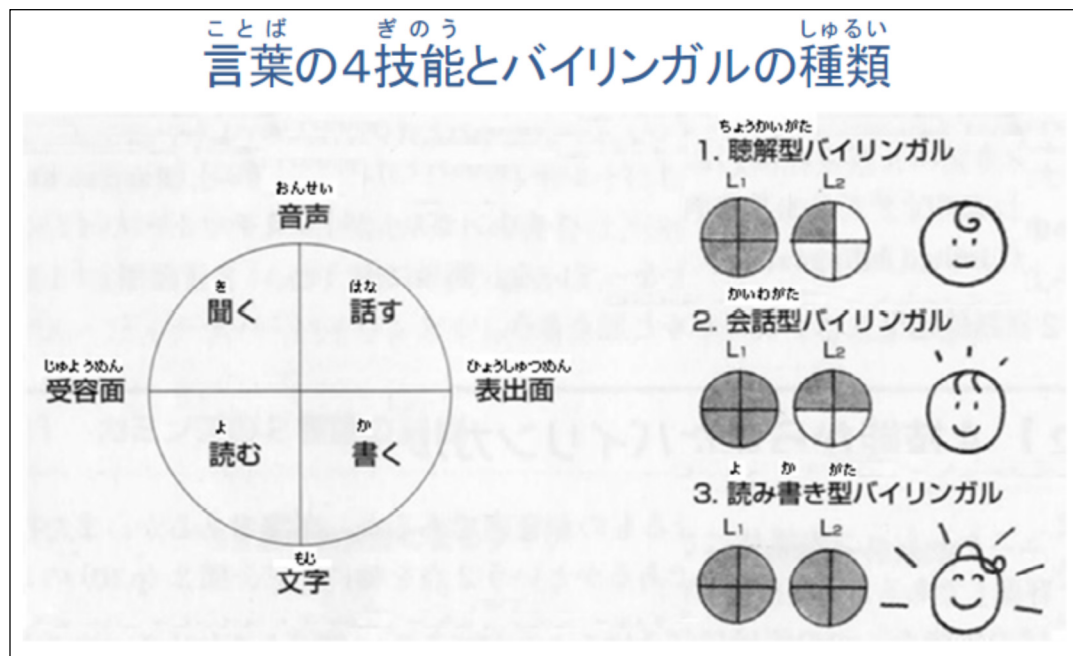 ことば ぎのう しゅるい
言葉の4技能とバイリンガルの種類
おんせい
音声
き はな
聞く 話す
じゅようめん ひょうしゅつめん
受容面 表出面
よ か
読む 書く
もじ
文字
ちょうかいがた
1. 聴解型バイリンガル
L1 L2
かいわがた
2. 会話型バイリンガル
L1 L2
よ か がた
3. 読み書き型バイリンガル
L1 L2